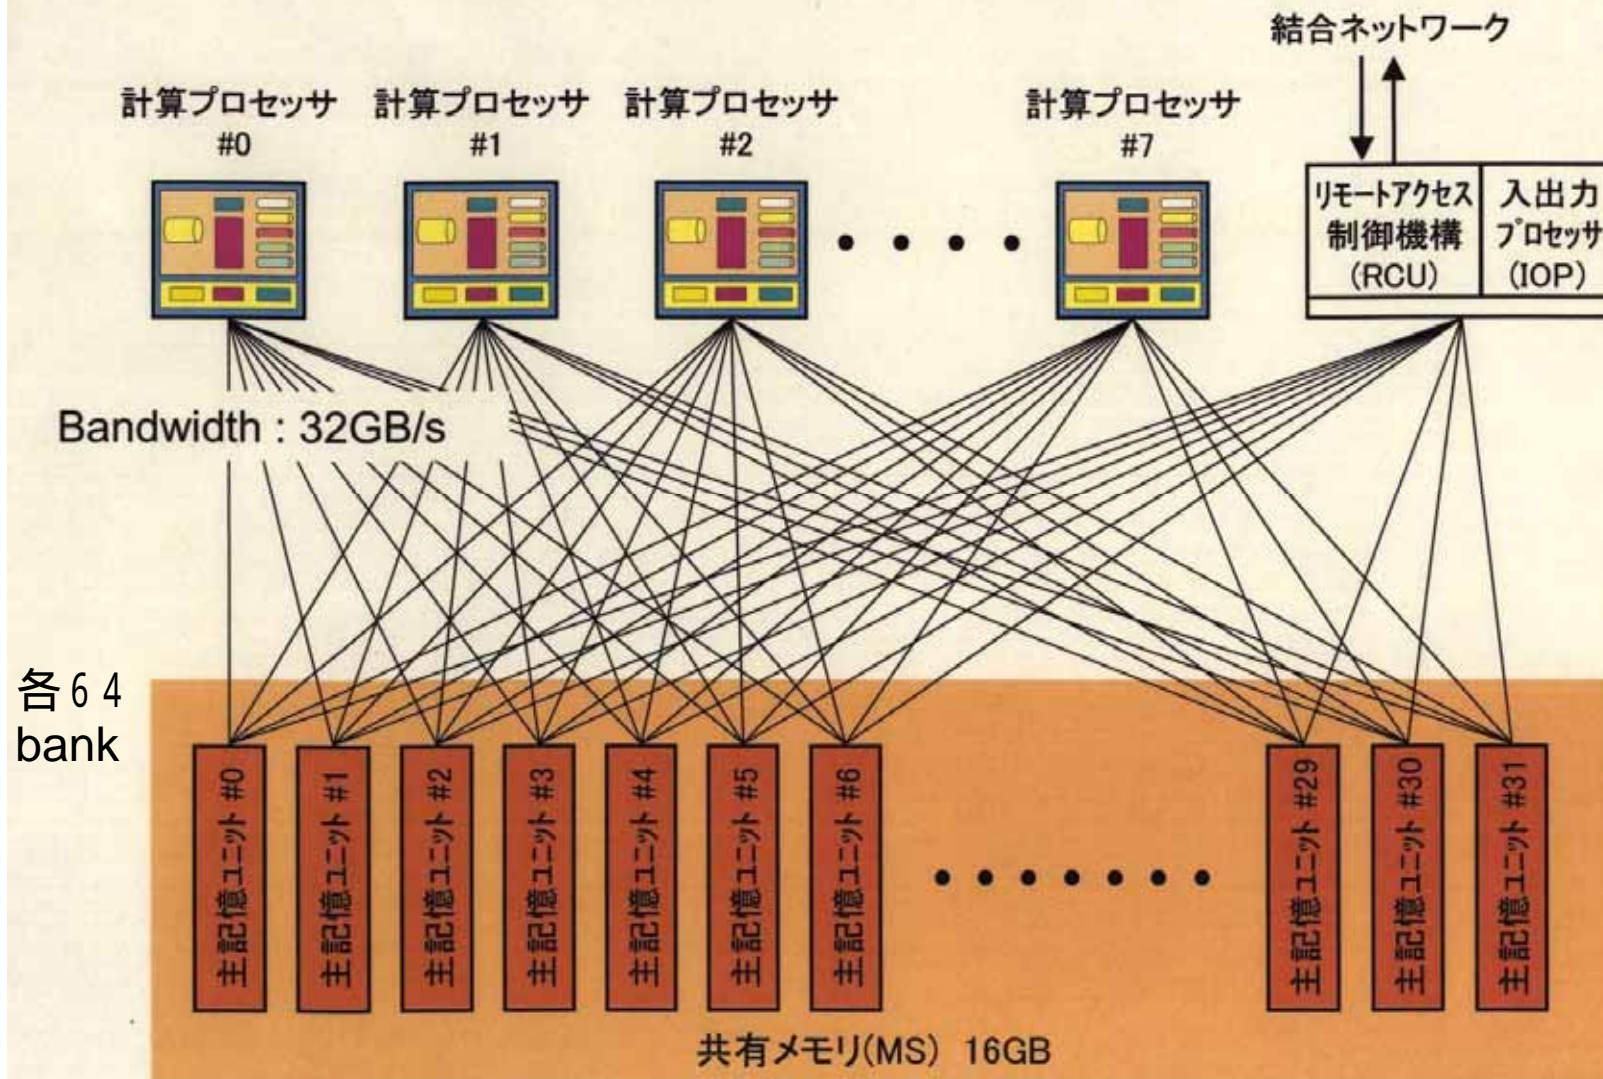 結合ネットワーク
計算プロセッサ
#0
計算プロセッサ
#1
計算プロセッサ
#2
計算プロセッサ
#7
リモートアクセス
制御機構
(RCU)
入出力
プロセッサ
(IOP)
Bandwidth : 32GB/s
各64
bank
主記憶ユニット #0
主記憶ユニット #1
主記憶ユニット #2
主記憶ユニット #3
主記憶ユニット #4
主記憶ユニット #5
主記憶ユニット #6
主記憶ユニット #29
主記憶ユニット #30
主記憶ユニット #31
共有メモリ(MS) 16GB